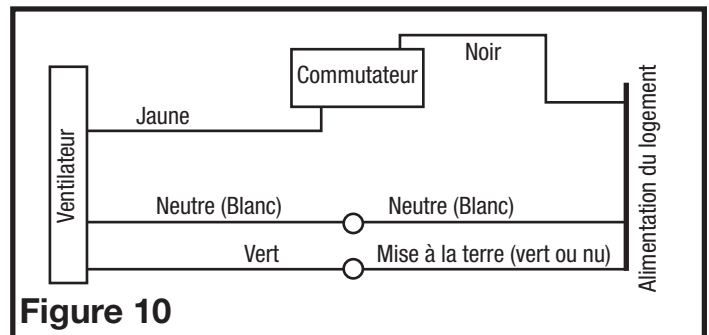 Noir
Commutateur
Jaune
Ventilateur
Alimentation du logement
Neutre (Blanc)
Neutre (Blanc)
Vert
Mise à la terre (vert ou nu)
Figure 10